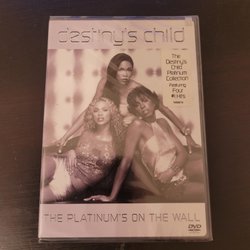 destiny's child
The
Destiny's
Child
Platinum
Collection
Featuring
Four
#1 Hits
THE PLATINUM'S ON THE WALL
DVD